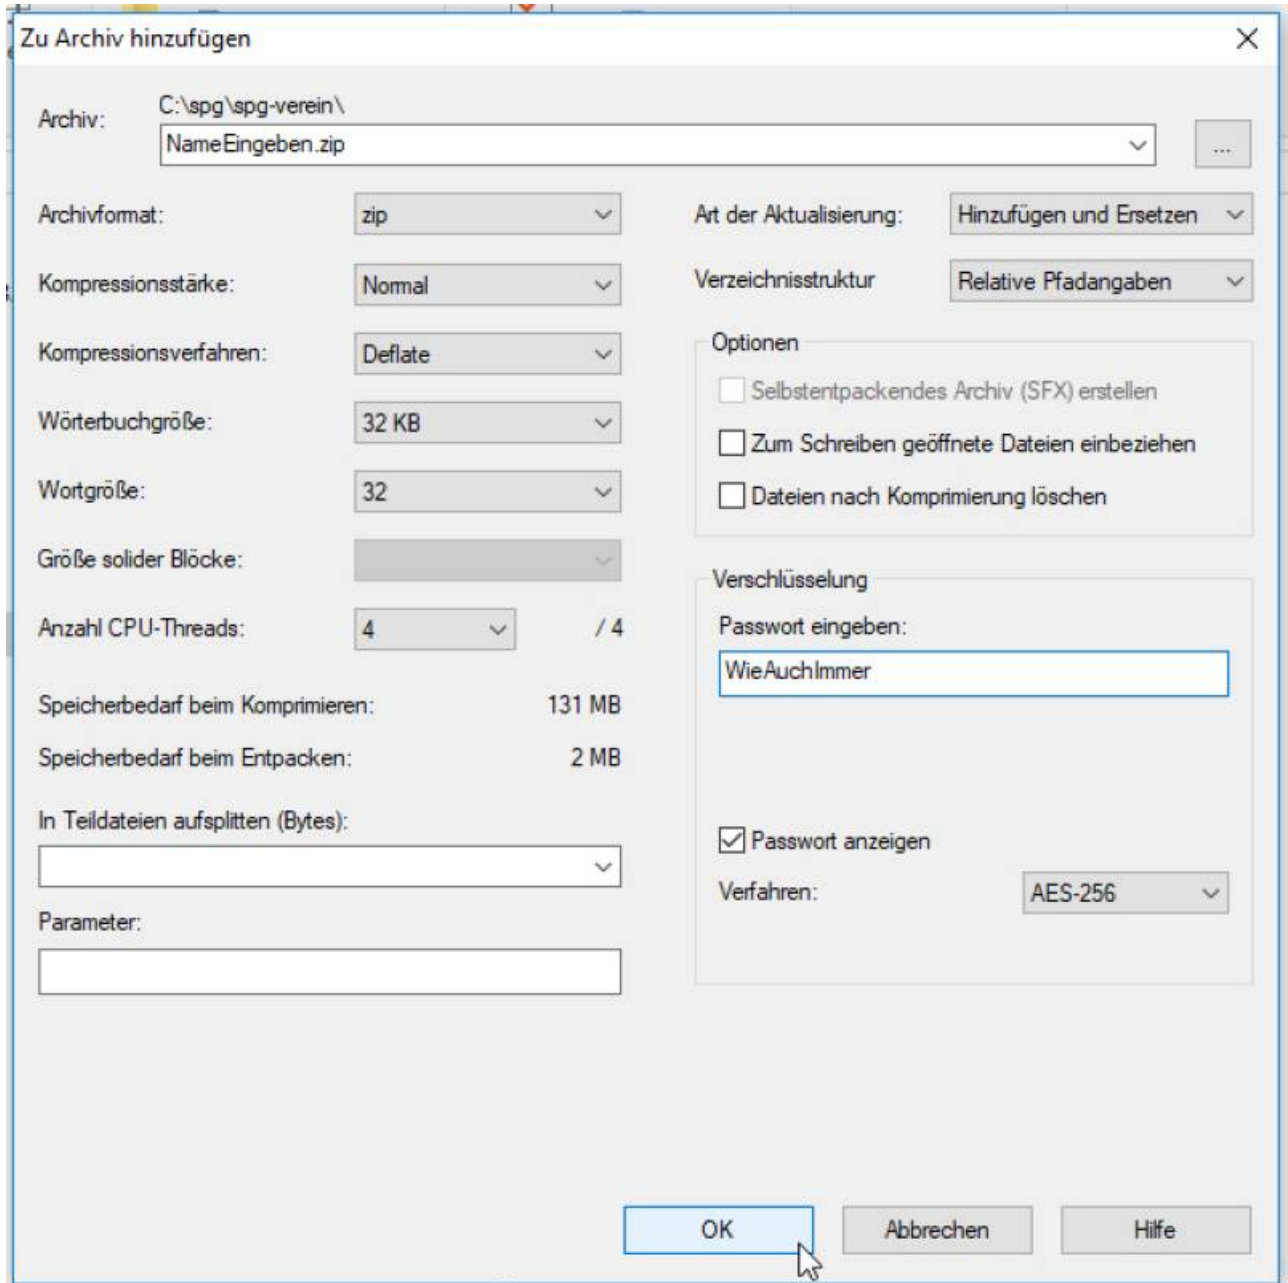 Zu Archiv hinzufügen
Archiv:
C:\spg\spg-verein\
NameEingeben.zip
...
Archivformat:
zip
Kompressionsstärke:
Normal
Kompressionsverfahren:
Deflate
Wörterbuchgröße:
32 KB
Wortgröße:
32
Größe solider Blöcke:
Anzahl CPU-Threads:
4
/ 4
Speicherbedarf beim Komprimieren:
131 MB
Speicherbedarf beim Entpacken:
2 MB
In Teildateien aufsplitten (Bytes):
Parameter:
Art der Aktualisierung:
Hinzufügen und Ersetzen
Verzeichnisstruktur
Relative Pfadangaben
Optionen
Selbstentpackendes Archiv (SFX) erstellen
Zum Schreiben geöffnete Dateien einbeziehen
Dateien nach Komprimierung löschen
Verschlüsselung
Passwort eingeben:
WieAuchImmer
Passwort anzeigen
Verfahren:
AES-256
OK
Abbrechen
Hilfe